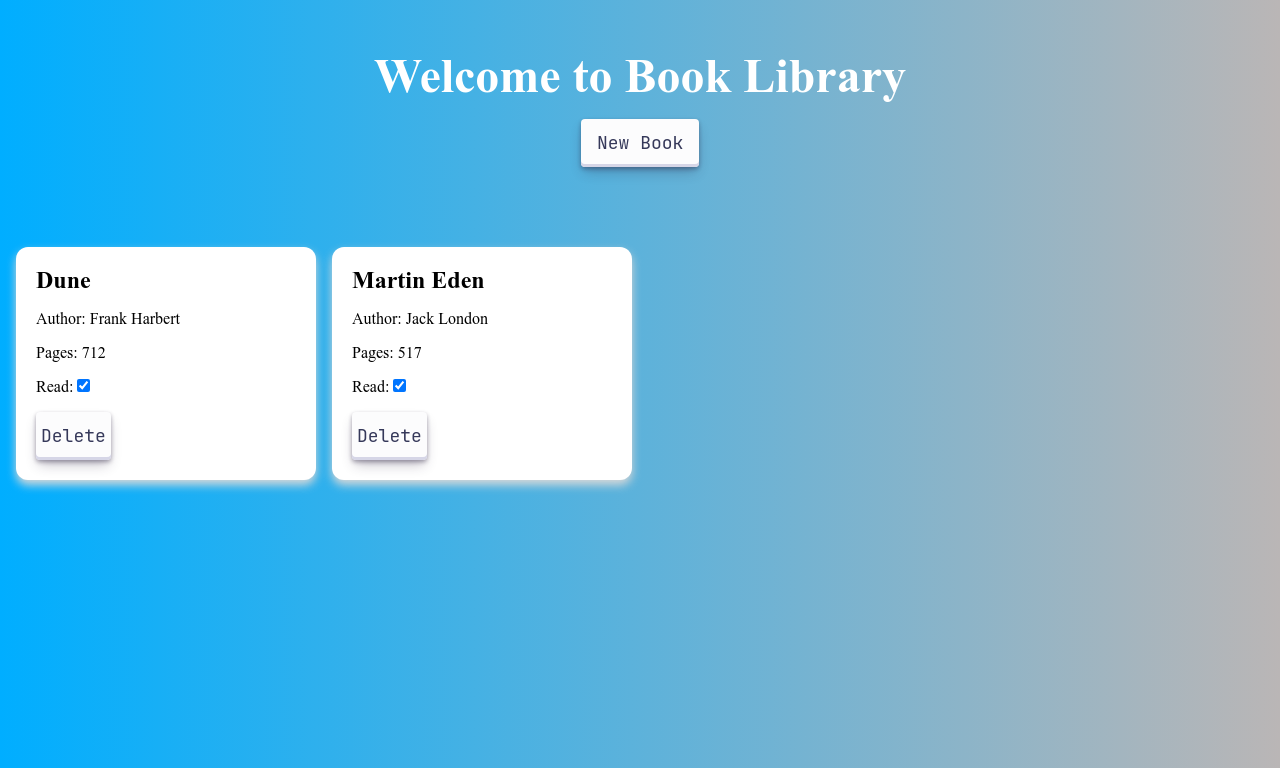 Welcome to Book Library
New Book
Dune
Author: Frank Harbert
Pages: 712
Read:
Delete
Martin Eden
Author: Jack London
Pages: 517
Read:
Delete